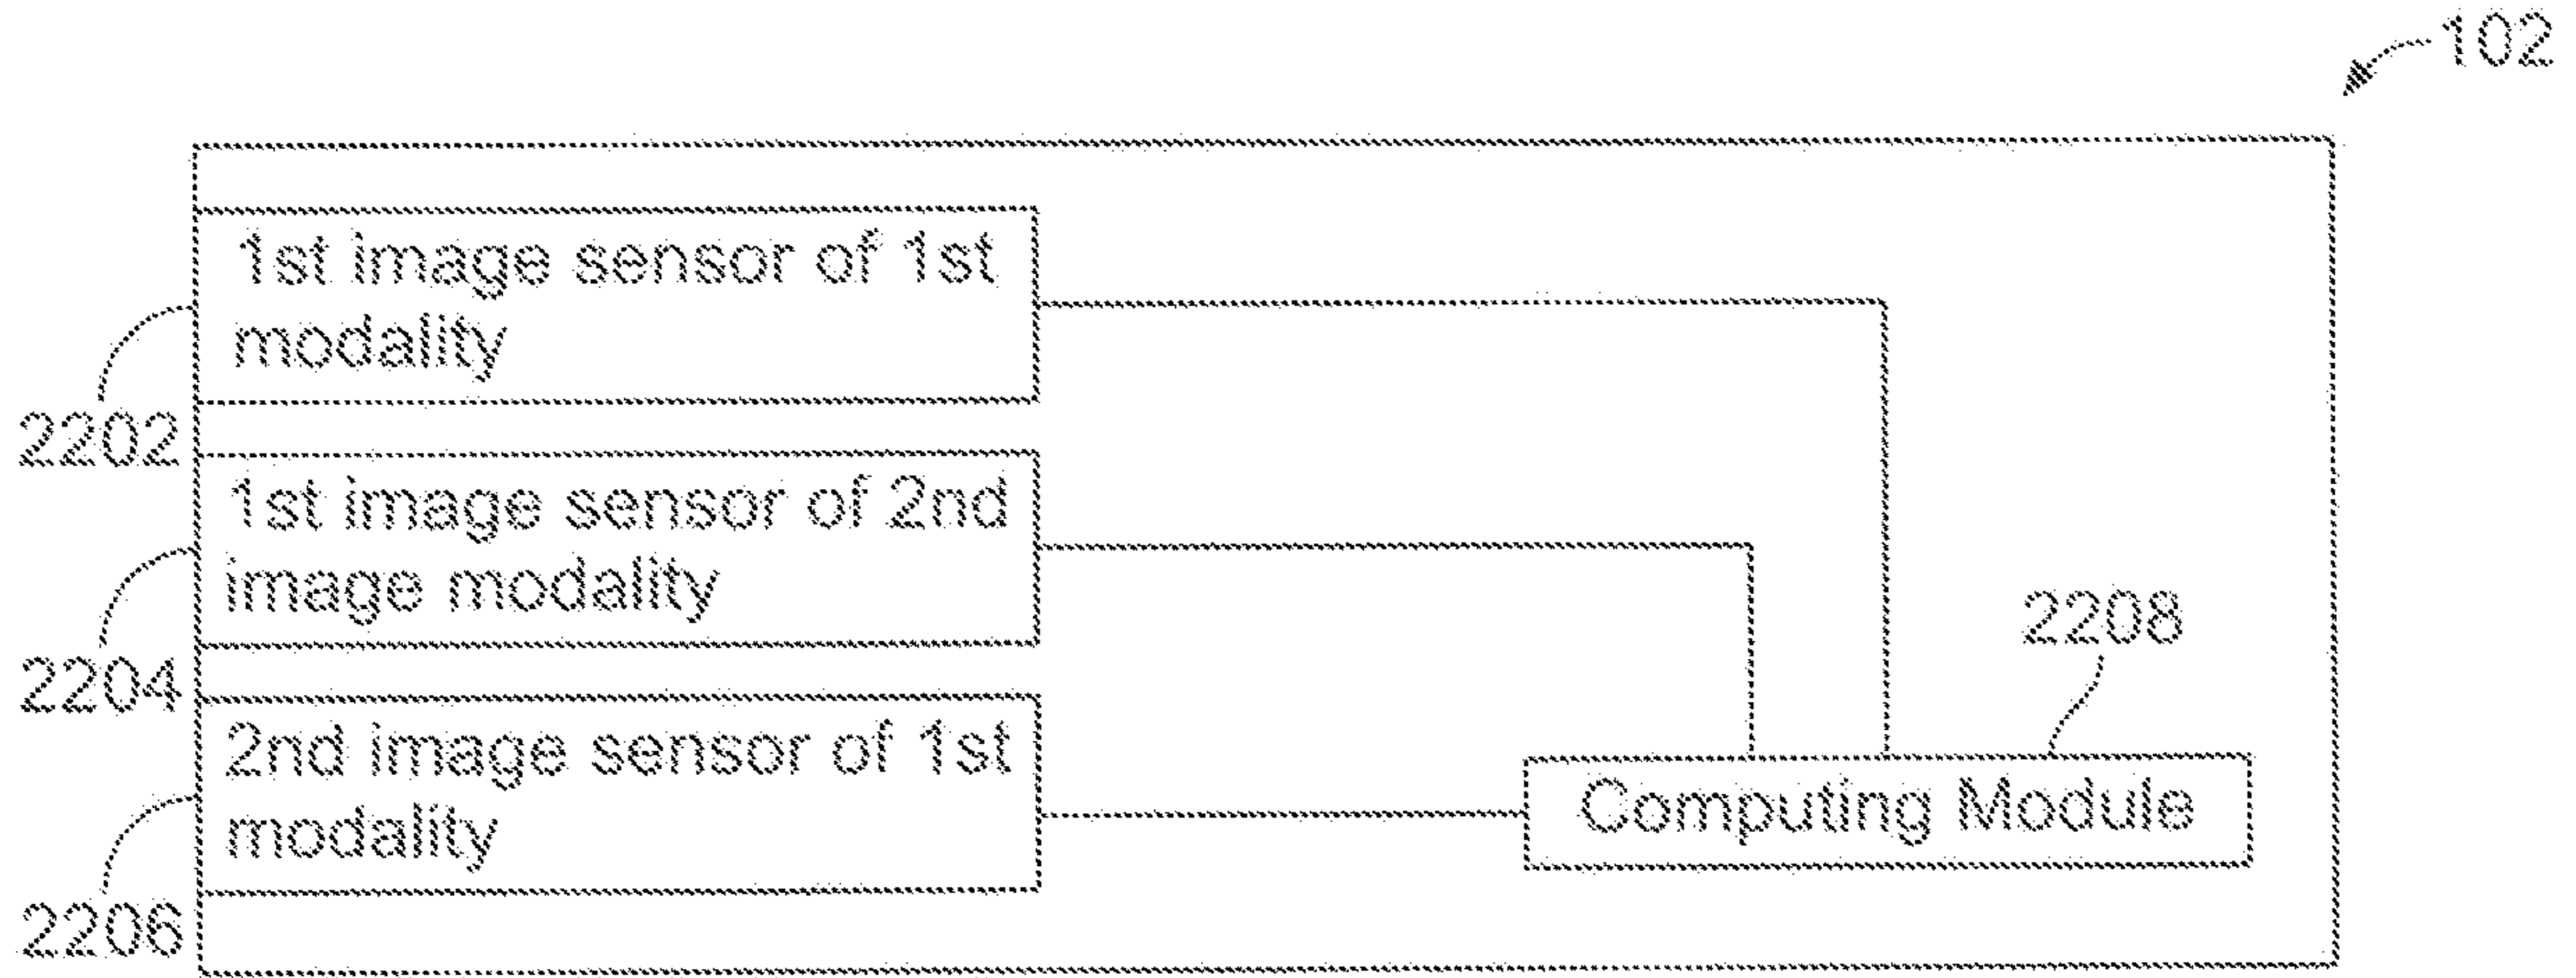 102
1st image sensor of 1st
modality
2202
1st image sensor of 2nd
image modality
2204
2208
2nd image sensor of 1st
modality
Computing Module
2206